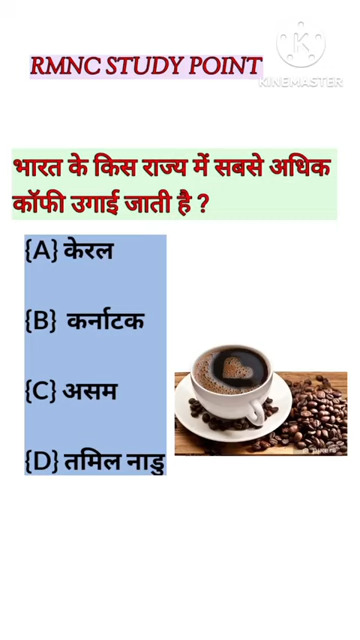 RMNC STUDY POINT
KINEMASTER
भारत के किस राज्य में सबसे अधिक
कॉफी उगाई जाती है ?
{A} केरल
{B} कर्नाटक
{C} असम
{D} तमिल नाडु